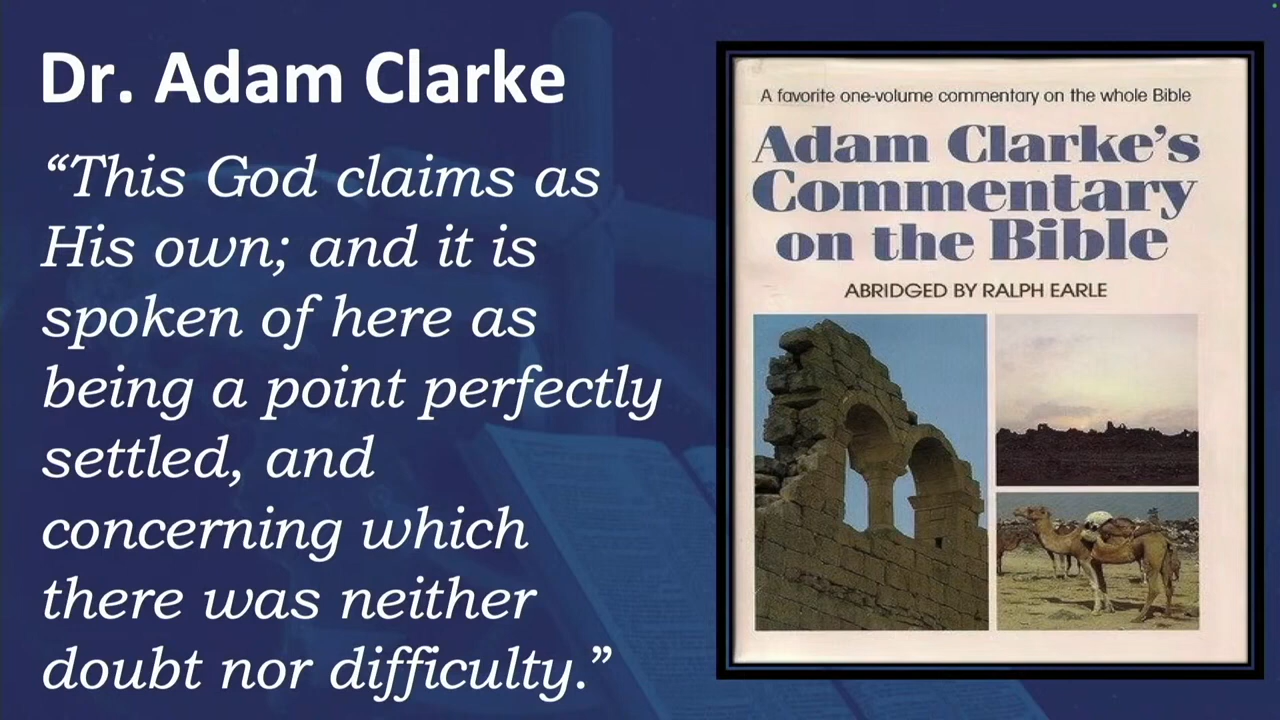 Dr. Adam Clarke
“This God claims as
His own; and it is
spoken of here as
being a point perfectly
settled, and
concerning which
there was neither
doubt nor difficulty.”
A favorite one-volume commentary on the whole Bible
Adam Clarke’s
Commentary
on the Bible
ABRIDGED BY RALPH EARLE